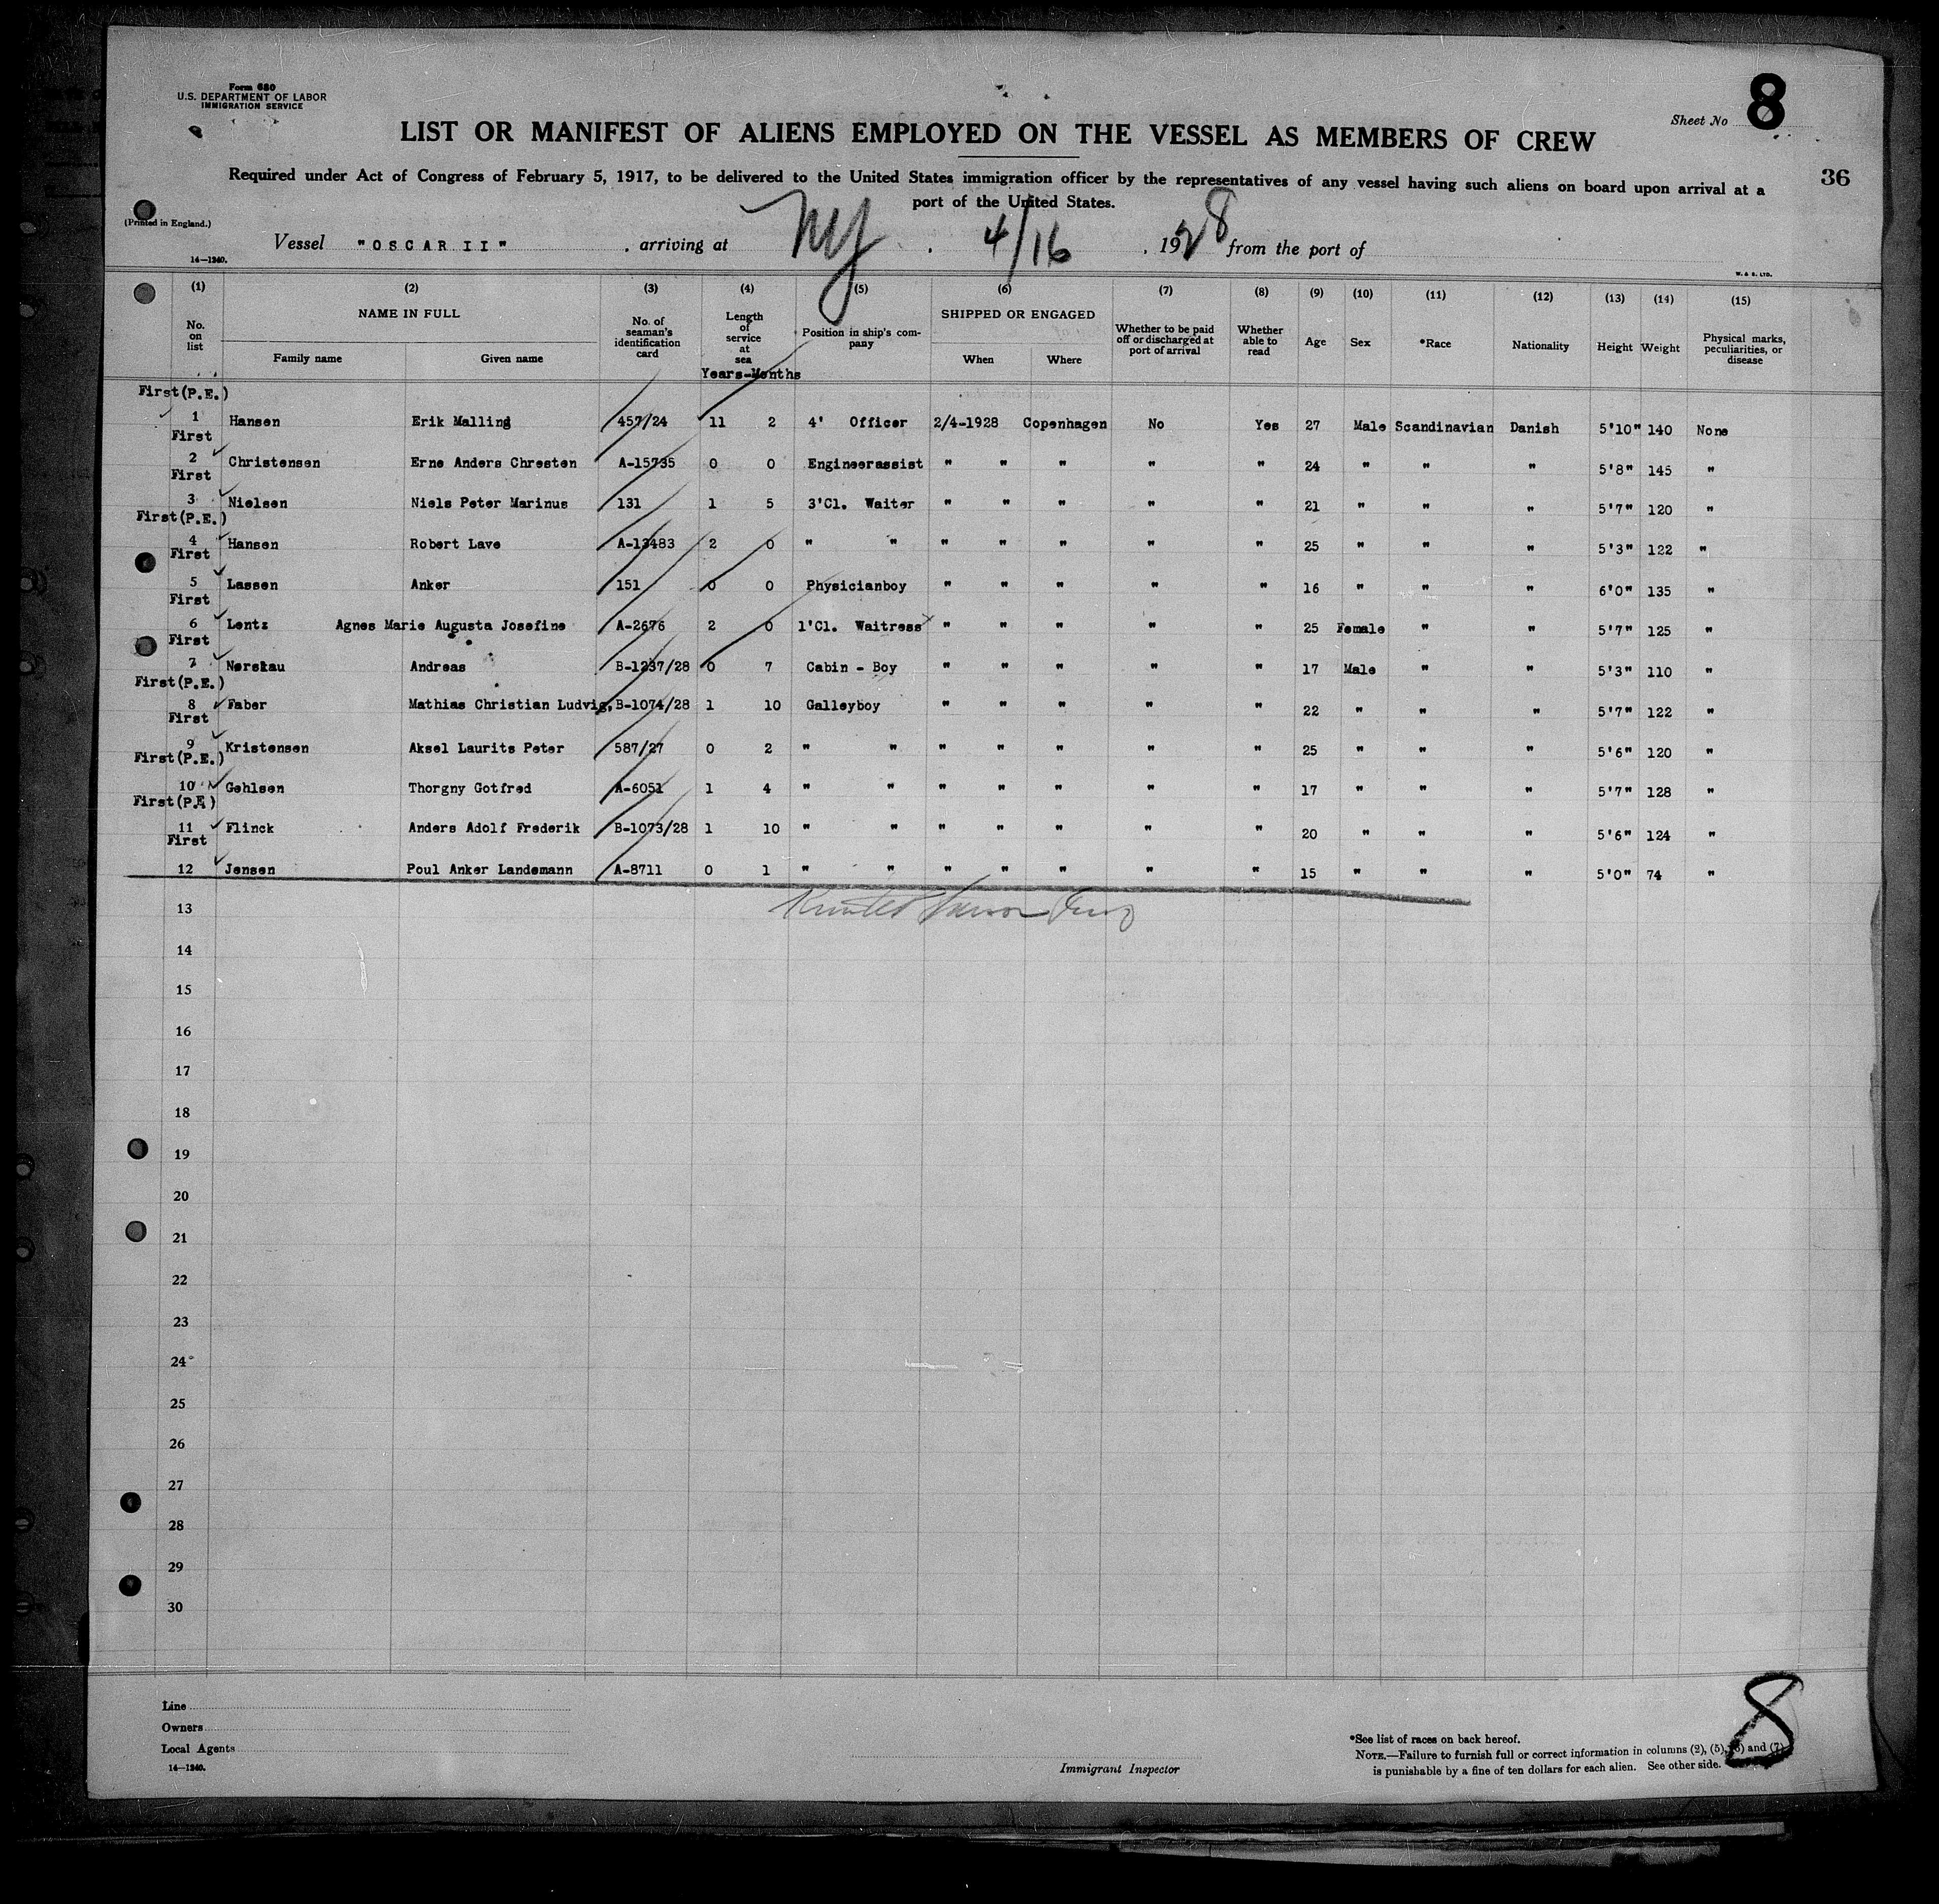 Form 680
U.S. DEPARTMENT OF LABOR
IMMIGRATION SERVICE
Sheet No 8
LIST OR MANIFEST OF ALIENS EMPLOYED ON THE VESSEL AS MEMBERS OF CREW
36
Required under Act of Congress of February 5, 1917, to be delivered to the United States immigration officer by the representatives of any vessel having such aliens on board upon arrival at a
port of the United States.
(Printed in England.)
Vessel "OSCAR II", arriving at NY, 4/16, 1928 from the port of
14—1240.
W. & S. LTD.
(1) (2) (3) (4) (5) (6) (7) (8) (9) (10) (11) (12) (13) (14) (15)
No. on list NAME IN FULL Family name Given name No. of seaman's identification card Length of service at sea Years-Months Position in ship's company SHIPPED OR ENGAGED When Where Whether to be paid off or discharged at port of arrival Whether able to read Age Sex *Race Nationality Height Weight Physical marks, peculiarities, or disease
First(P.E.)
1 Hansen Erik Malling 457/24 11 2 4' Officer 2/4-1928 Copenhagen No Yes 27 Male Scandinavian Danish 5'10" 140 None
First
2 Christensen Erne Anders Chresten A-15735 0 0 Engineerassist " " " " " 24 " " " 5'8" 145 "
First
3 Nielsen Niels Peter Marinus 131 1 5 3'Cl. Waiter " " " " " 21 " " " 5'7" 120 "
First(P.E.)
4 Hansen Robert Lave A-13483 2 0 " " " " " " " 25 " " " 5'3" 122 "
First
5 Lassen Anker 151 0 0 Physicianboy " " " " " 16 " " " 6'0" 135 "
First
6 Lentz Agnes Marie Augusta Josefine A-2676 2 0 1'Cl. Waitress " " " " " 25 Female " " 5'7" 125 "
First
7 Nørskau Andreas B-1237/28 0 7 Cabin - Boy " " " " " 17 Male " " 5'3" 110 "
First(P.E.)
8 Faber Mathias Christian Ludvig, B-1074/28 1 10 Galleyboy " " " " " 22 " " " 5'7" 122 "
First
9 Kristensen Aksel Laurits Peter 587/27 0 2 " " " " " " " 25 " " " 5'6" 120 "
First(P.E.)
10 Gehlsen Thorgny Gotfred A-6051 1 4 " " " " " " " 17 " " " 5'7" 128 "
First(P.E)
11 Flinck Anders Adolf Frederik B-1073/28 1 10 " " " " " " " 20 " " " 5'6" 124 "
First
12 Jensen Poul Anker Landemann A-8711 0 1 " " " " " " " 15 " " " 5'0" 74 "
13
14
15
16
17
18
19
20
21
22
23
24
25
26
27
28
29
30
Line
Owners
Local Agents
14—1240.
Immigrant Inspector
*See list of races on back hereof.
NOTE.—Failure to furnish full or correct information in columns (2), (5), (6) and (7)
is punishable by a fine of ten dollars for each alien. See other side.
8